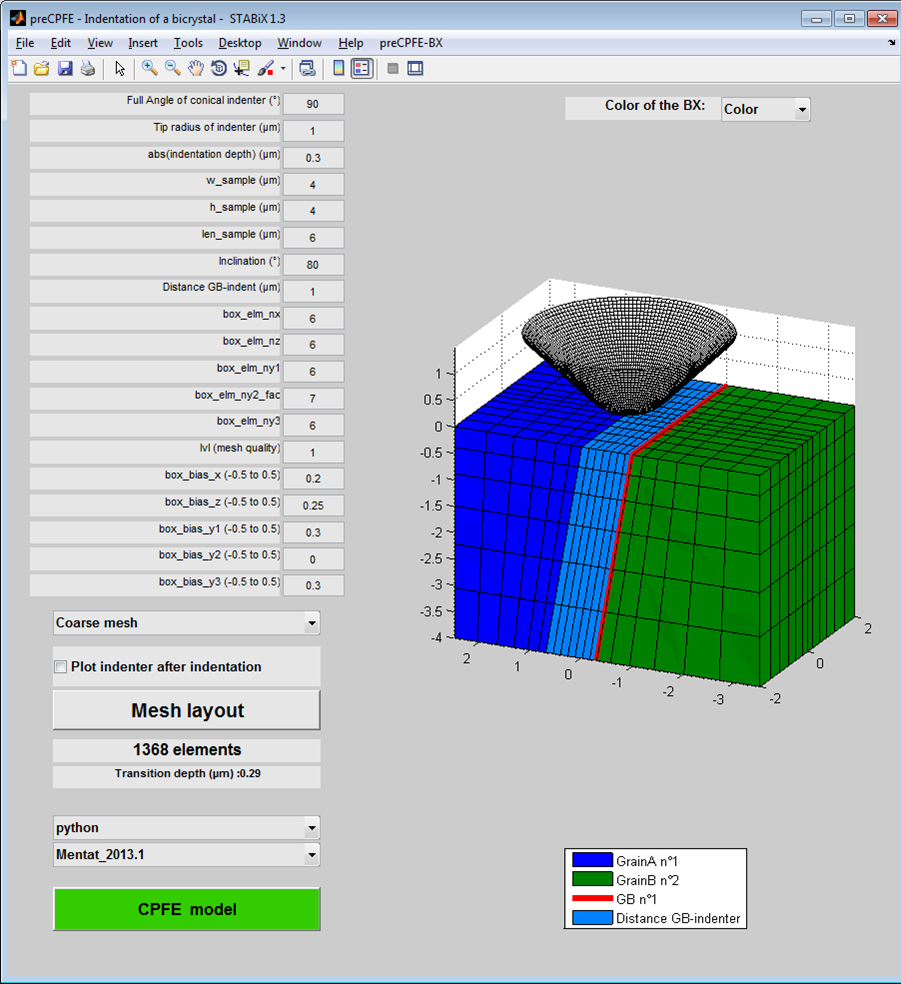 preCPFE - Indentation of a bicrystal - STABiX 1.3
File Edit View Insert Tools Desktop Window Help preCPFE-BX
Full Angle of conical indenter (°) 90
Tip radius of indenter (µm) 1
abs(indentation depth) (µm) 0.3
w_sample (µm) 4
h_sample (µm) 4
len_sample (µm) 6
Inclination (°) 80
Distance GB-indent (µm) 1
box_elm_nx 6
box_elm_nz 6
box_elm_ny1 6
box_elm_ny2_fac 7
box_elm_ny3 6
lvl (mesh quality) 1
box_bias_x (-0.5 to 0.5) 0.2
box_bias_z (-0.5 to 0.5) 0.25
box_bias_y1 (-0.5 to 0.5) 0.3
box_bias_y2 (-0.5 to 0.5) 0
box_bias_y3 (-0.5 to 0.5) 0.3
Coarse mesh
Plot indenter after indentation
Mesh layout
1368 elements
Transition depth (µm) :0.29
python
Mentat_2013.1
CPFE model
Color of the BX: Color
1
0.5
0
-0.5
-1
-1.5
-2
-2.5
-3
-3.5
-4
2
1
0
-1
-2
-3
-2
0
2
GrainA n°1
GrainB n°2
GB n°1
Distance GB-indenter